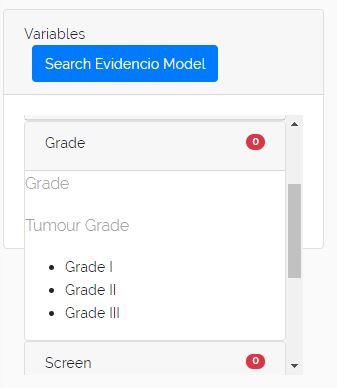 Variables
Search Evidencio Model
Grade 0
Grade
Tumour Grade
Grade I
Grade II
Grade III
Screen 0